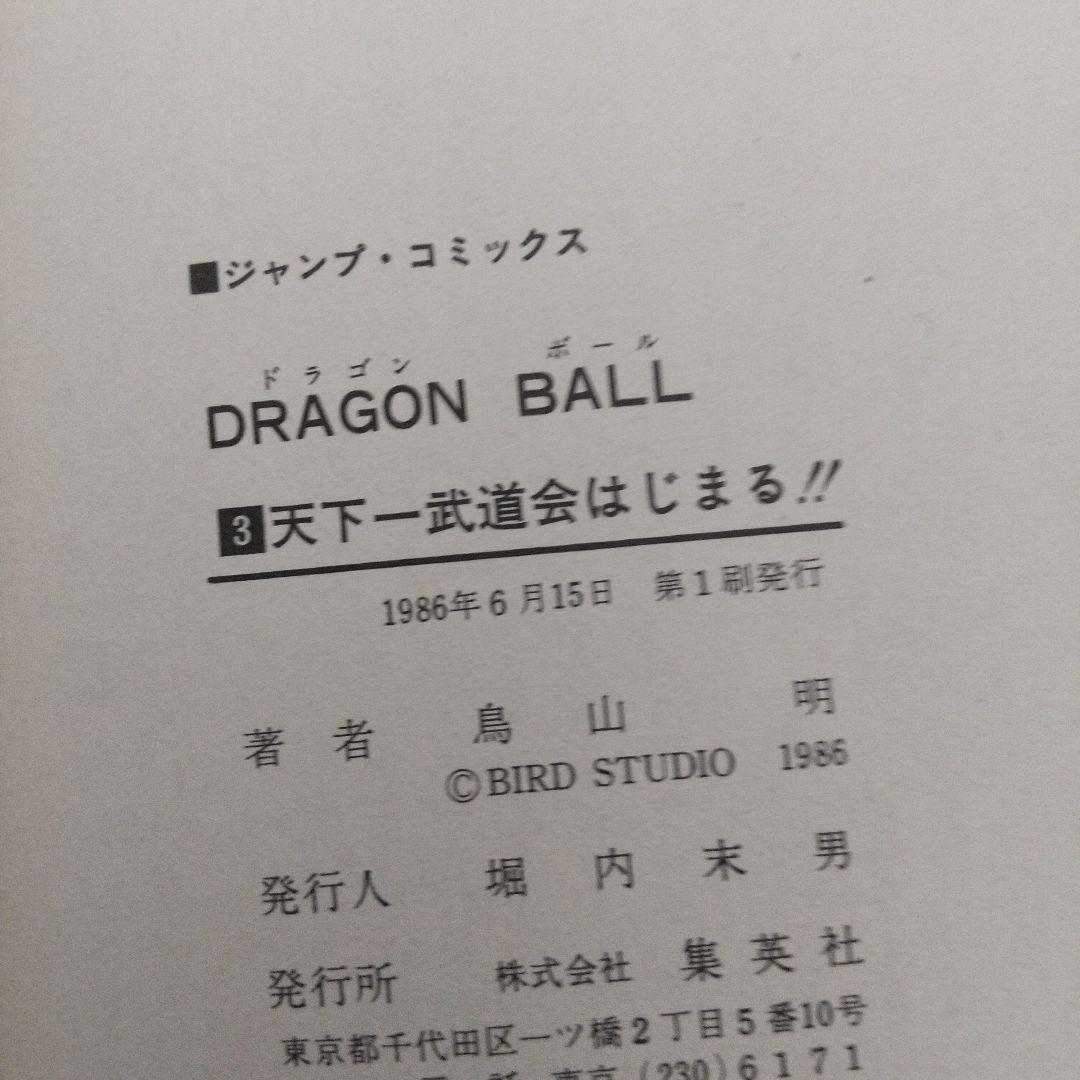 ■ジャンプ・コミックス
ドラゴン ボール
DRAGON BALL
3天下一武道会はじまる!!
1986年6月15日 第1刷発行
著者 鳥山 明
©BIRD STUDIO 1986
発行人 堀内末男
発行所 株式会社 集英社
東京都千代田区一ツ橋2丁目5番10号
東京 (230)6171